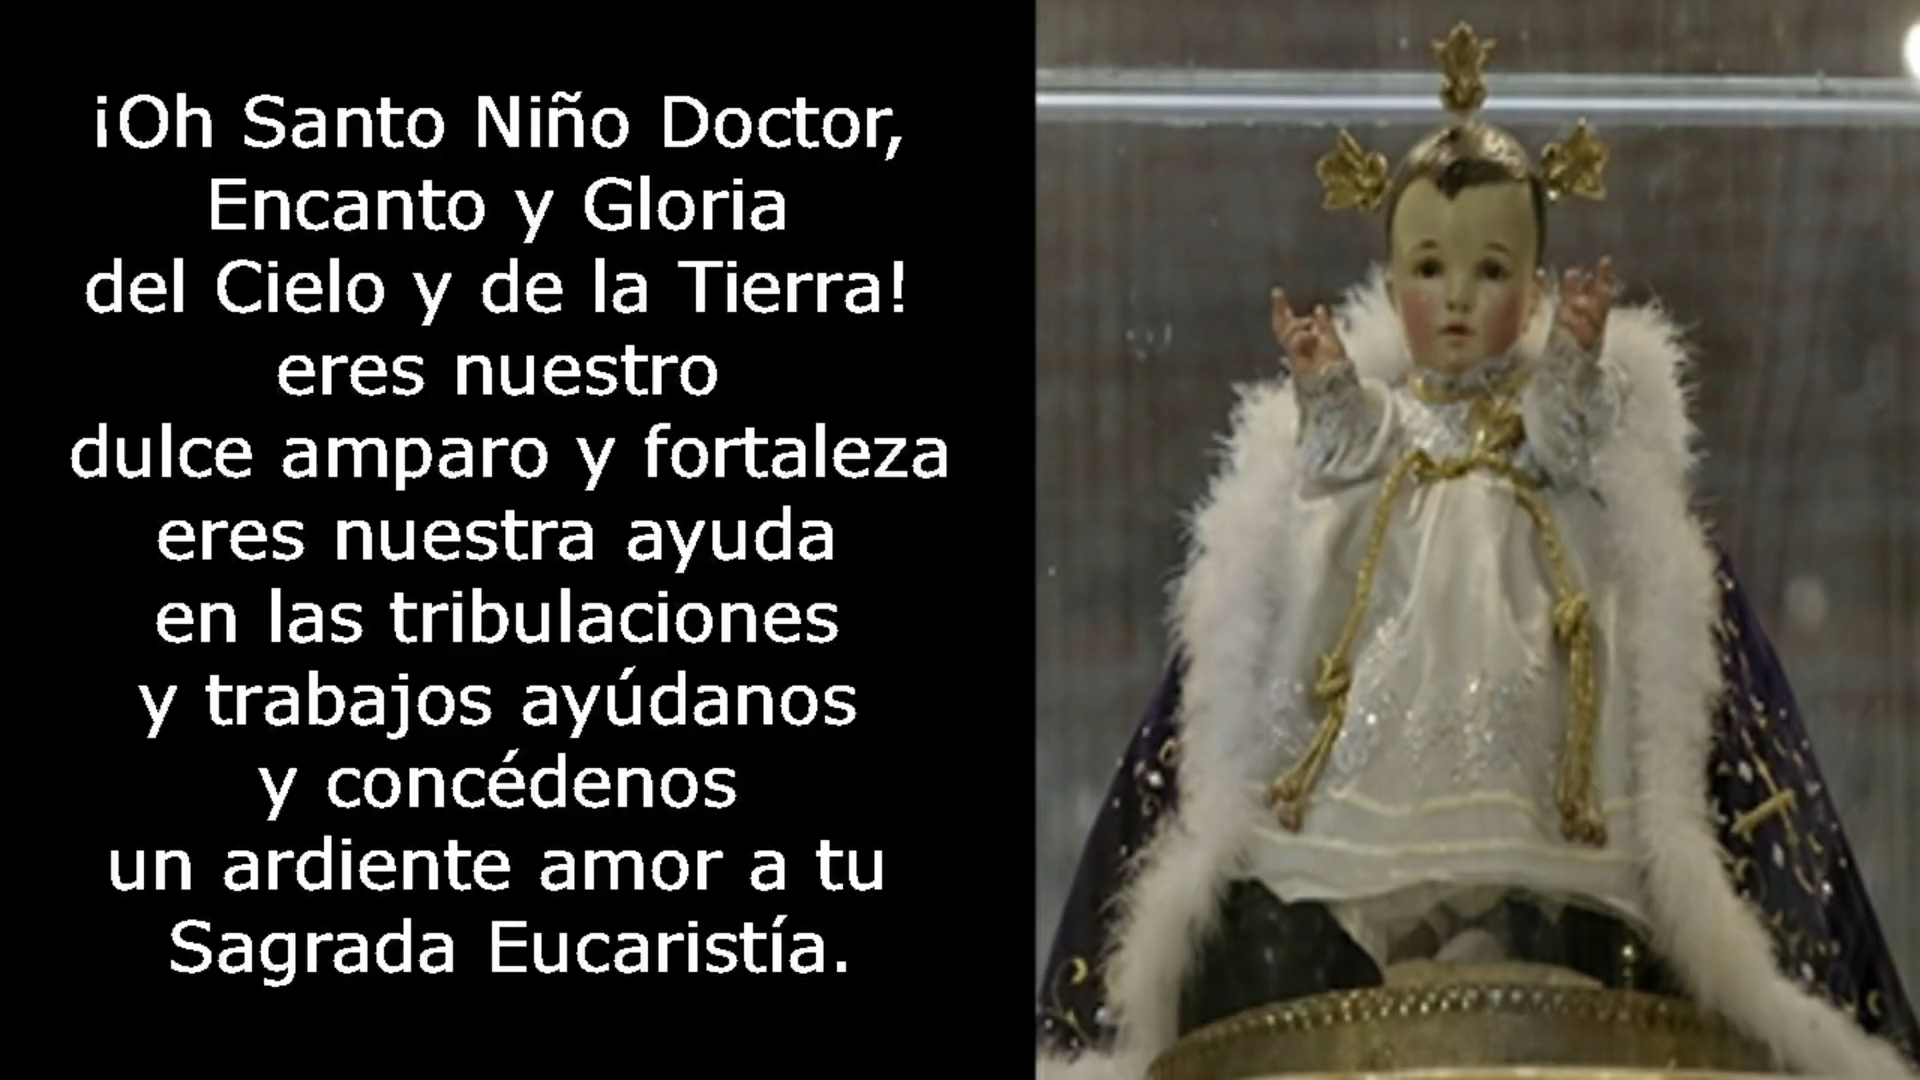 ¡Oh Santo Niño Doctor,
Encanto y Gloria
del Cielo y de la Tierra!
eres nuestro
dulce amparo y fortaleza
eres nuestra ayuda
en las tribulaciones
y trabajos ayúdanos
y concédenos
un ardiente amor a tu
Sagrada Eucaristía.